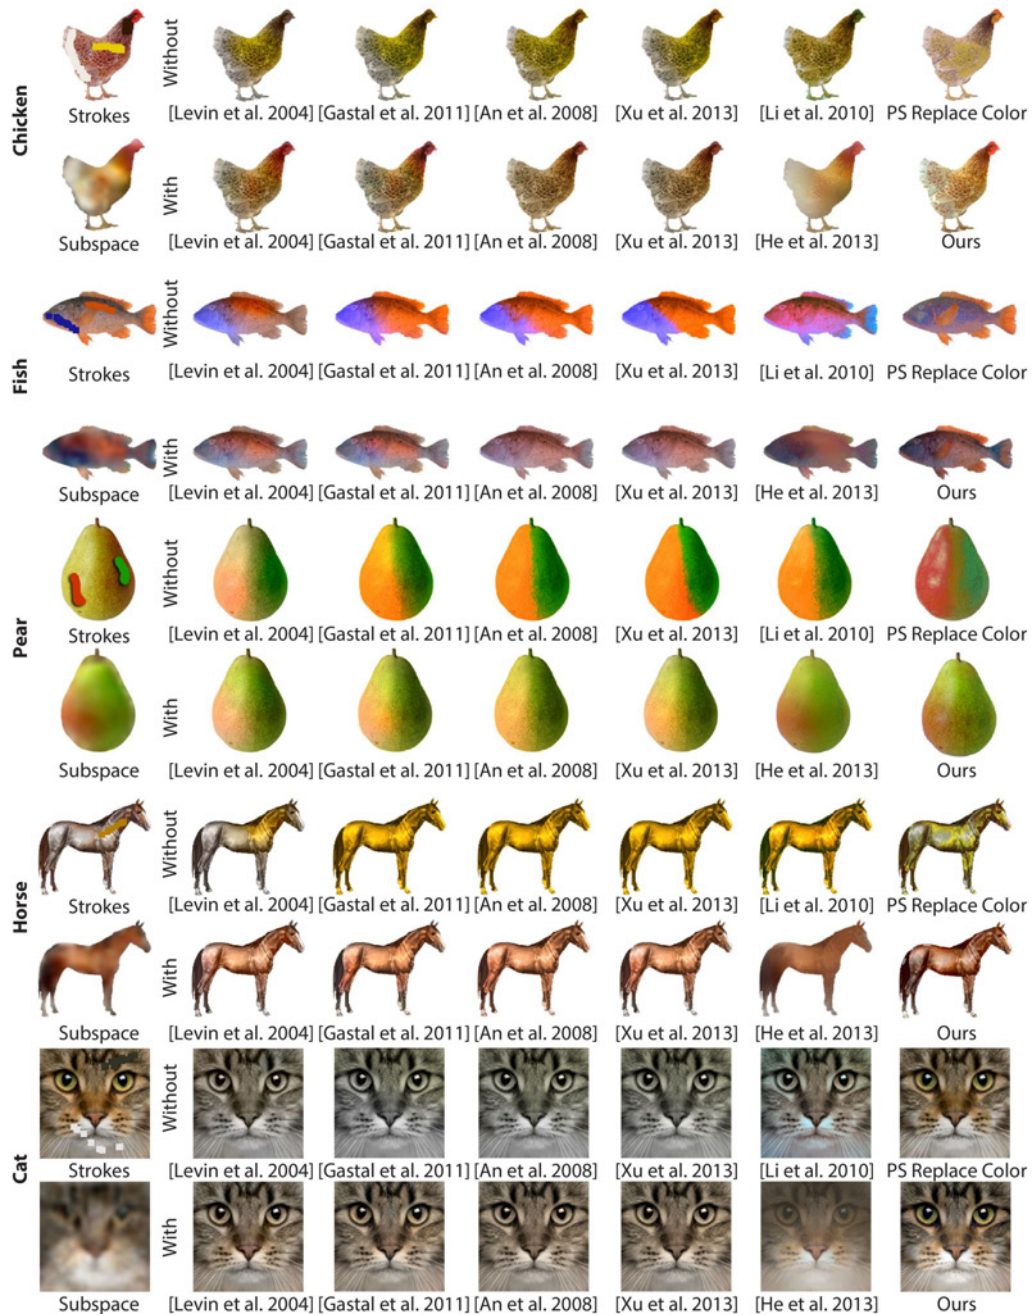 Chicken
Without
Strokes [Levin et al. 2004] [Gastal et al. 2011] [An et al. 2008] [Xu et al. 2013] [Li et al. 2010] PS Replace Color
With
Subspace [Levin et al. 2004] [Gastal et al. 2011] [An et al. 2008] [Xu et al. 2013] [He et al. 2013] Ours
Fish
Without
Strokes [Levin et al. 2004] [Gastal et al. 2011] [An et al. 2008] [Xu et al. 2013] [Li et al. 2010] PS Replace Color
With
Subspace [Levin et al. 2004] [Gastal et al. 2011] [An et al. 2008] [Xu et al. 2013] [He et al. 2013] Ours
Pear
Without
Strokes [Levin et al. 2004] [Gastal et al. 2011] [An et al. 2008] [Xu et al. 2013] [Li et al. 2010] PS Replace Color
With
Subspace [Levin et al. 2004] [Gastal et al. 2011] [An et al. 2008] [Xu et al. 2013] [He et al. 2013] Ours
Horse
Without
Strokes [Levin et al. 2004] [Gastal et al. 2011] [An et al. 2008] [Xu et al. 2013] [Li et al. 2010] PS Replace Color
With
Subspace [Levin et al. 2004] [Gastal et al. 2011] [An et al. 2008] [Xu et al. 2013] [He et al. 2013] Ours
Cat
Without
Strokes [Levin et al. 2004] [Gastal et al. 2011] [An et al. 2008] [Xu et al. 2013] [Li et al. 2010] PS Replace Color
With
Subspace [Levin et al. 2004] [Gastal et al. 2011] [An et al. 2008] [Xu et al. 2013] [He et al. 2013] Ours